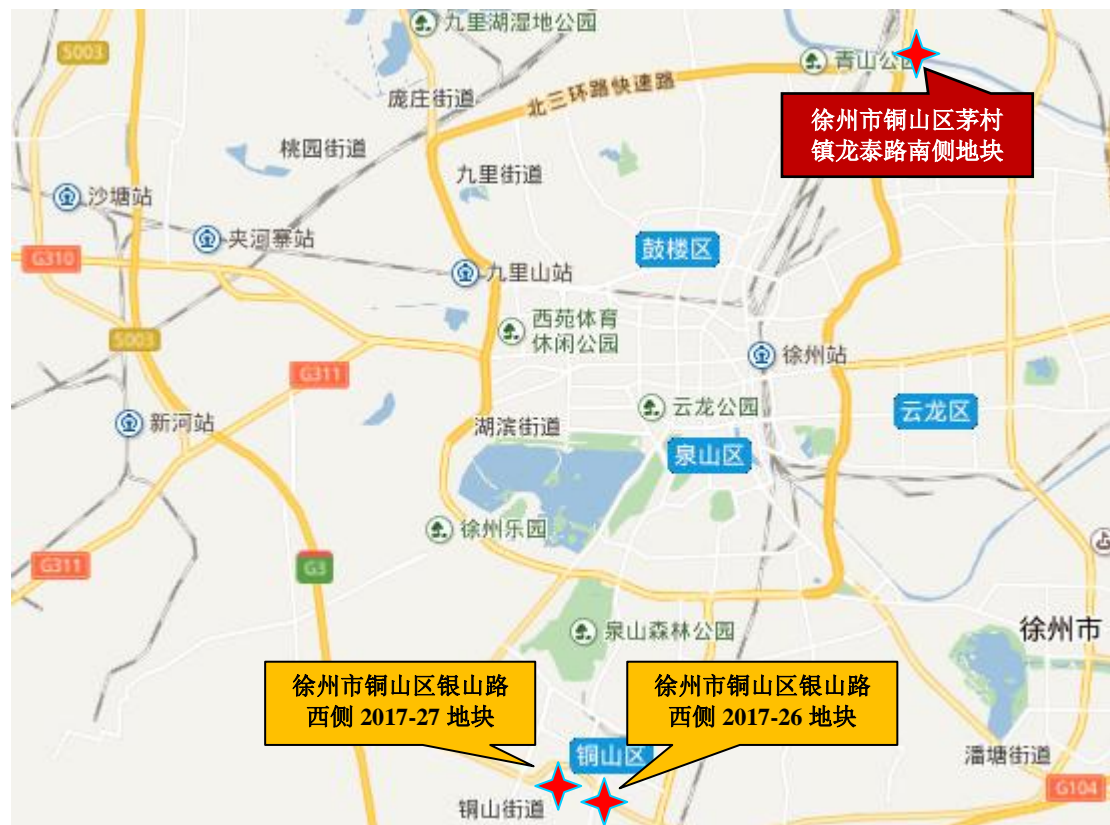 九里湖湿地公园
S003
青山公
庞庄街道
北三环路快速路
徐州市铜山区茅村
镇龙泰路南侧地块
桃园街道
九里街道
沙塘站
夹河寨站
鼓楼区
G310
九里山站
西苑体育
休闲公园
S003
徐州站
G311
云龙公园
云龙区
新河站
湖滨街道
泉山区
徐州乐园
G311
G3
泉山森林公园
徐州市
徐州市铜山区银山路
西侧 2017-27 地块
徐州市铜山区银山路
西侧 2017-26 地块
铜山区
潘塘街道
G104
铜山街道